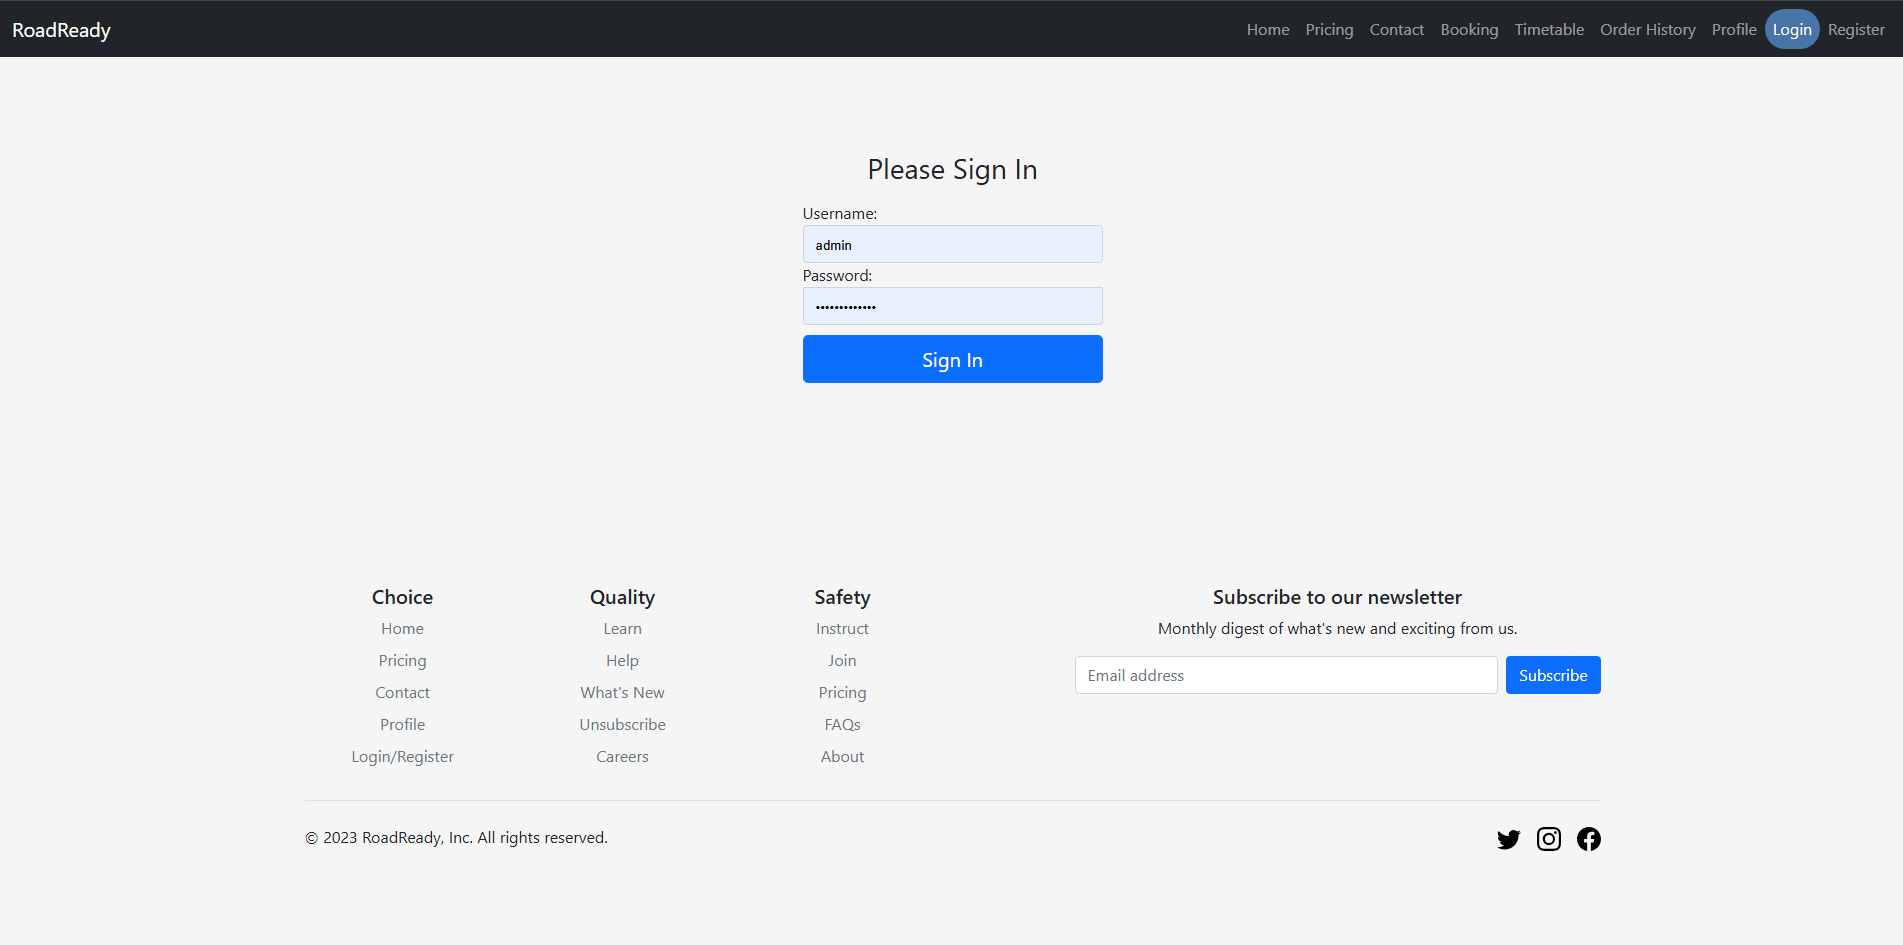 RoadReady
Home Pricing Contact Booking Timetable Order History Profile Login Register
Please Sign In
Username:
admin
Password:
•••••••••••••
Sign In
Choice
Home
Pricing
Contact
Profile
Login/Register
Quality
Learn
Help
What's New
Unsubscribe
Careers
Safety
Instruct
Join
Pricing
FAQs
About
Subscribe to our newsletter
Monthly digest of what's new and exciting from us.
Email address
Subscribe
© 2023 RoadReady, Inc. All rights reserved.